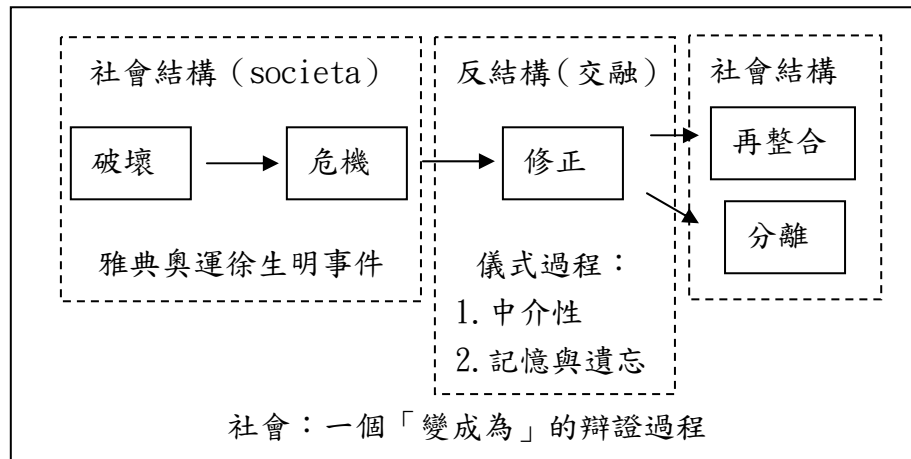 社會結構（societa）
反結構（交融）
社會結構
破壞
危機
修正
再整合
分離
雅典奧運徐生明事件
儀式過程：
1.中介性
2.記憶與遺忘
社會：一個「變成為」的辯證過程